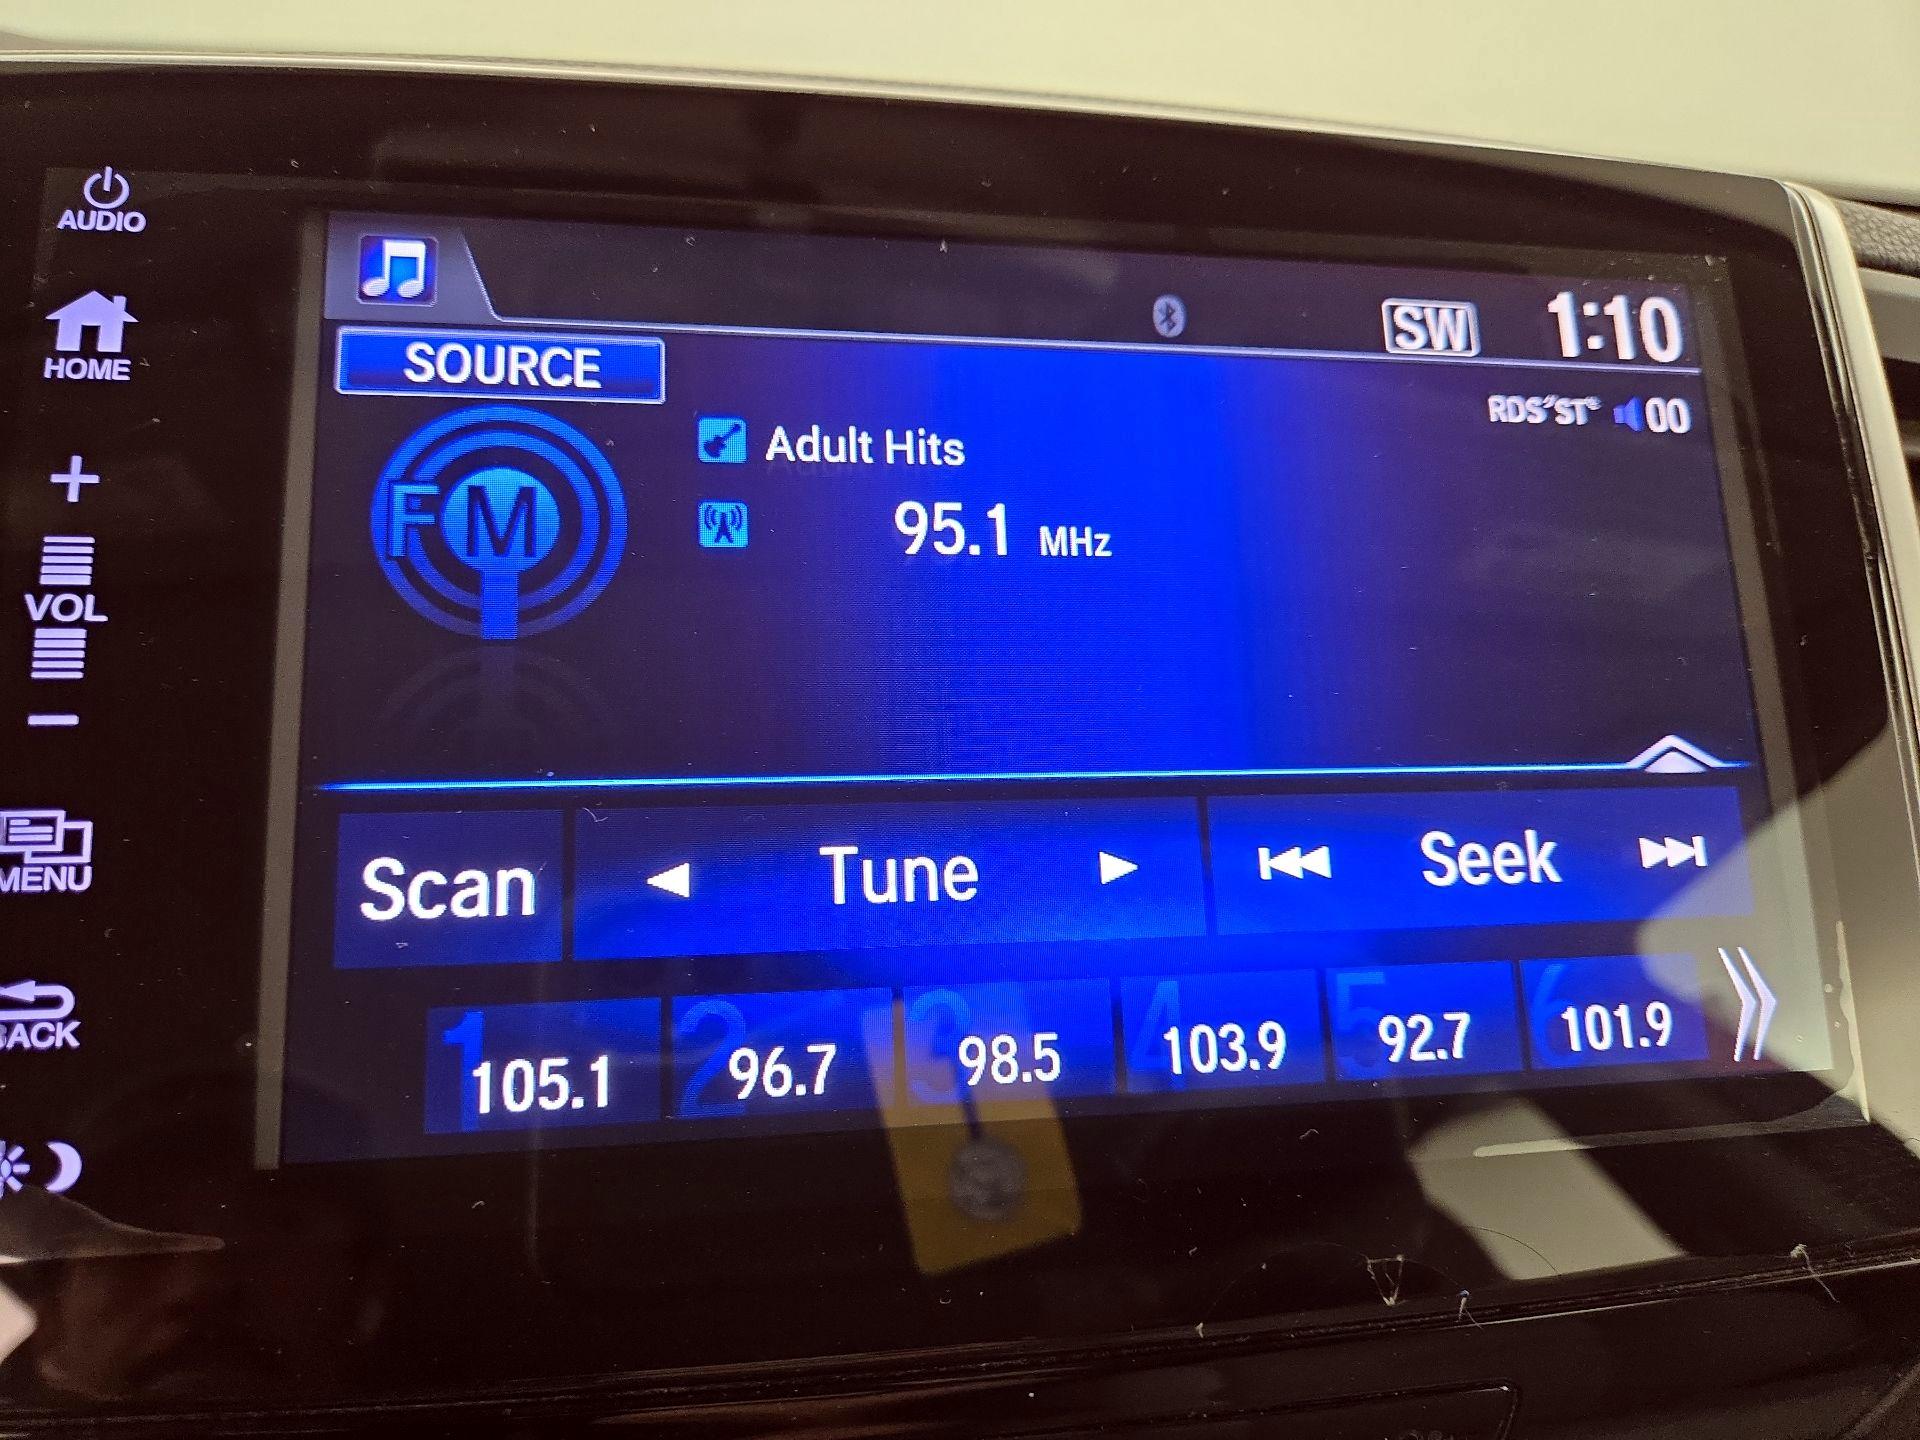 AUDIO
HOME
+
VOL
−
MENU
BACK
SW 1:10
SOURCE
RDS ST 00
FM
Adult Hits
95.1 MHz
Scan
Tune
Seek
1 105.1
2 96.7
3 98.5
4 103.9
5 92.7
6 101.9